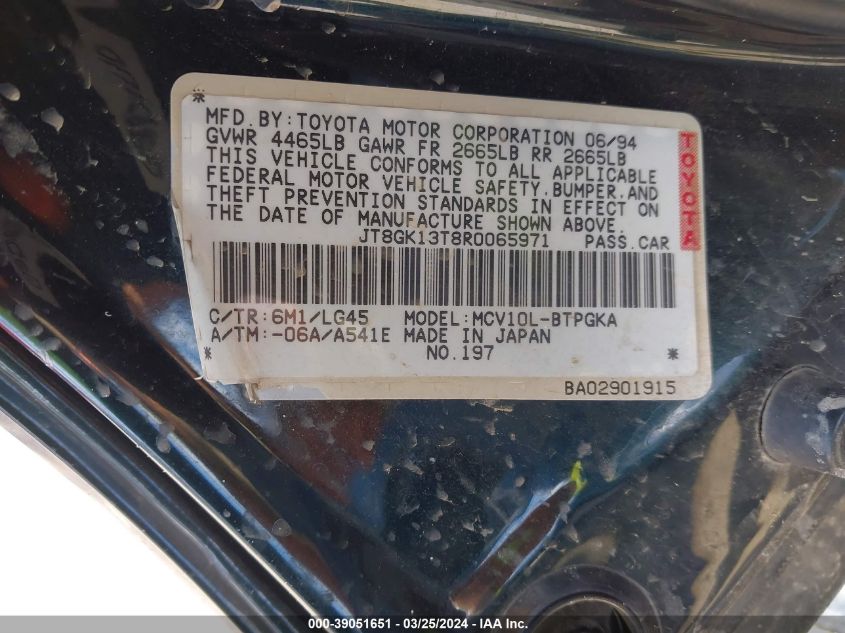 MFD. BY: TOYOTA MOTOR CORPORATION 06/94
GVWR 4465LB GAWR FR 2665LB RR 2665LB
THIS VEHICLE CONFORMS TO ALL APPLICABLE
FEDERAL MOTOR VEHICLE SAFETY.BUMPER.AND
THEFT PREVENTION STANDARDS IN EFFECT ON
THE DATE OF MANUFACTURE SHOWN ABOVE.
JT8GK13T8R0065971 PASS.CAR
TOYOTA
C/TR: 6M1/LG45 MODEL: MCV10L-BTPGKA
A/TM: -06A/A541E MADE IN JAPAN
* NO.197 *
BA02901915
000-39051651 - 03/25/2024 - IAA Inc.